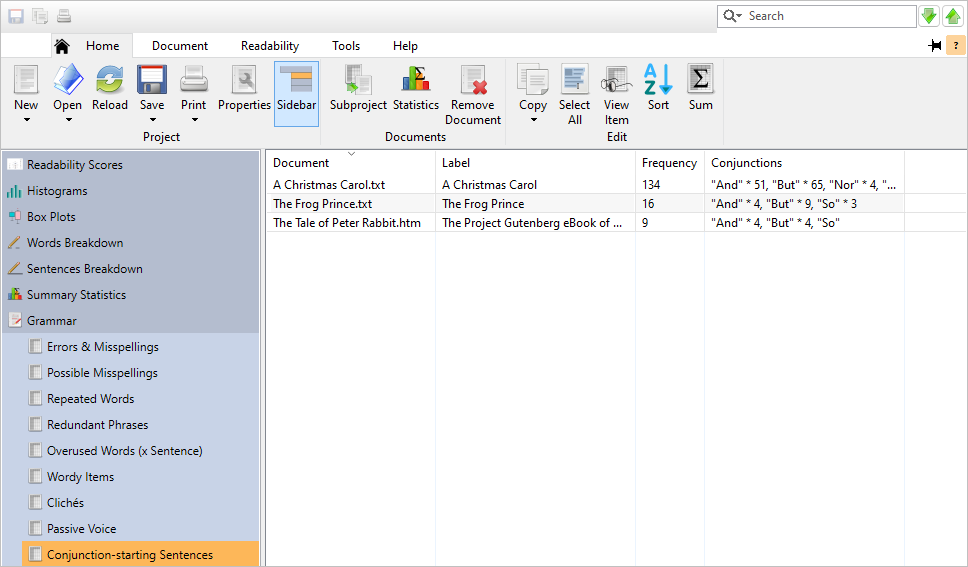 Search
Home Document Readability Tools Help ?
New Open Reload Save Print Properties Sidebar Subproject Statistics Remove Document Copy Select All View Item Sort Sum
Project Documents Edit
Readability Scores
Histograms
Box Plots
Words Breakdown
Sentences Breakdown
Summary Statistics
Grammar
Errors & Misspellings
Possible Misspellings
Repeated Words
Redundant Phrases
Overused Words (x Sentence)
Wordy Items
Clichés
Passive Voice
Conjunction-starting Sentences
Document Label Frequency Conjunctions
A Christmas Carol.txt A Christmas Carol 134 "And" * 51, "But" * 65, "Nor" * 4, "...
The Frog Prince.txt The Frog Prince 16 "And" * 4, "But" * 9, "So" * 3
The Tale of Peter Rabbit.htm The Project Gutenberg eBook of ... 9 "And" * 4, "But" * 4, "So"